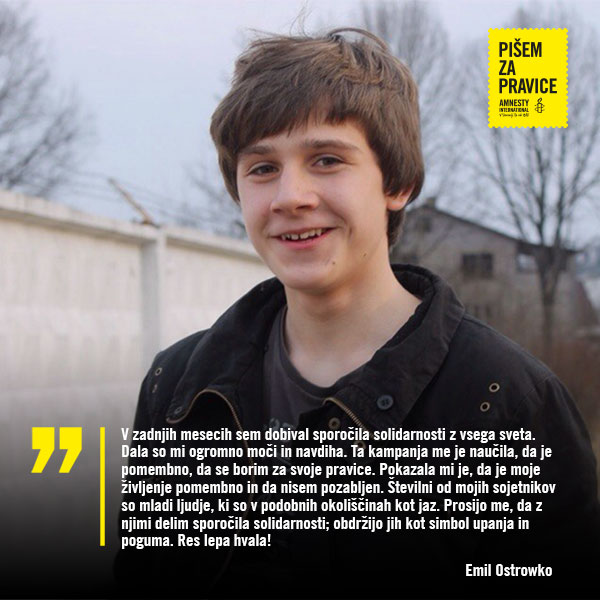 PIŠEM
ZA
PRAVICE
AMNESTY
INTERNATIONAL
V zadnjih mesecih sem dobival sporočila solidarnosti z vsega sveta.
Dala so mi ogromno moči in navdiha. Ta kampanja me je naučila, da je
pomembno, da se borim za svoje pravice. Pokazala mi je, da je moje
življenje pomembno in da nisem pozabljen. Številni od mojih sojetnikov
so mladi ljudje, ki so v podobnih okoliščinah kot jaz. Prosijo me, da z
njimi delim sporočila solidarnosti; obdržijo jih kot simbol upanja in
poguma. Res lepa hvala!
Emil Ostrowko